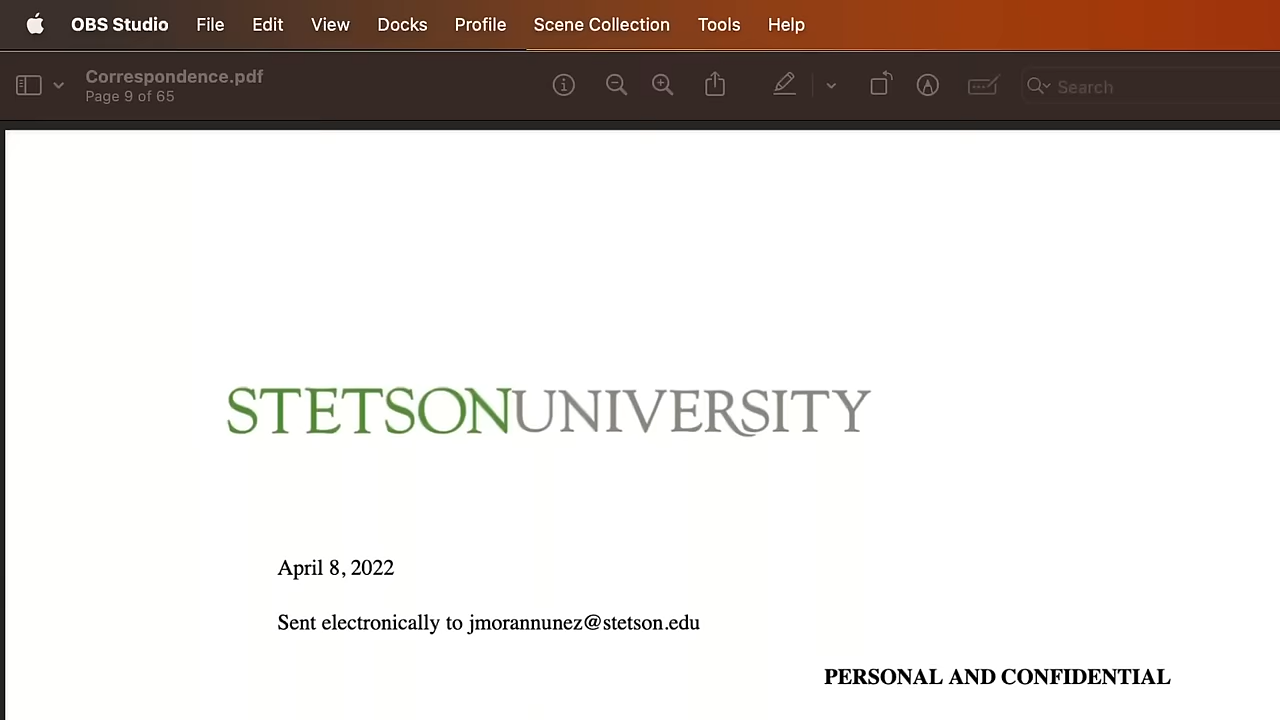 OBS Studio File Edit View Docks Profile Scene Collection Tools Help
Correspondence.pdf
Page 9 of 65
Search
STETSONUNIVERSITY
April 8, 2022
Sent electronically to jmorannunez@stetson.edu
PERSONAL AND CONFIDENTIAL